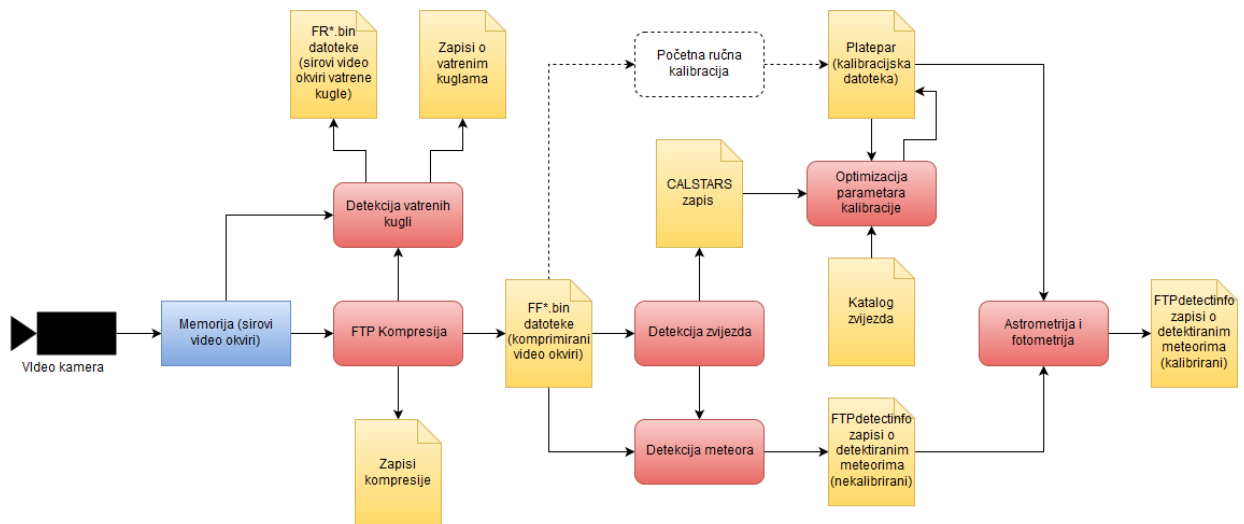 FR*.bin
datoteke
(sirovi video
okviri vatrene
kugle)
Zapisi o
vatrenim
kuglama
Početna ručna
kalibracija
Platepar
(kalibracijska
datoteka)
Detekcija vatrenih
kugli
CALSTARS
zapis
Optimizacija
parametara
kalibracije
VIdeo kamera
Memorija (sirovi
video okviri)
FTP Kompresija
FF*.bin
datoteke
(komprimirani
video okviri)
Detekcija zvijezda
Katalog
zvijezda
Astrometrija i
fotometrija
FTPdetectinfo
zapisi o
detektiranim
meteorima
(kalibrirani)
Zapisi
kompresije
Detekcija meteora
FTPdetectinfo
zapisi o
detektiranim
meteorima
(nekalibrirani)